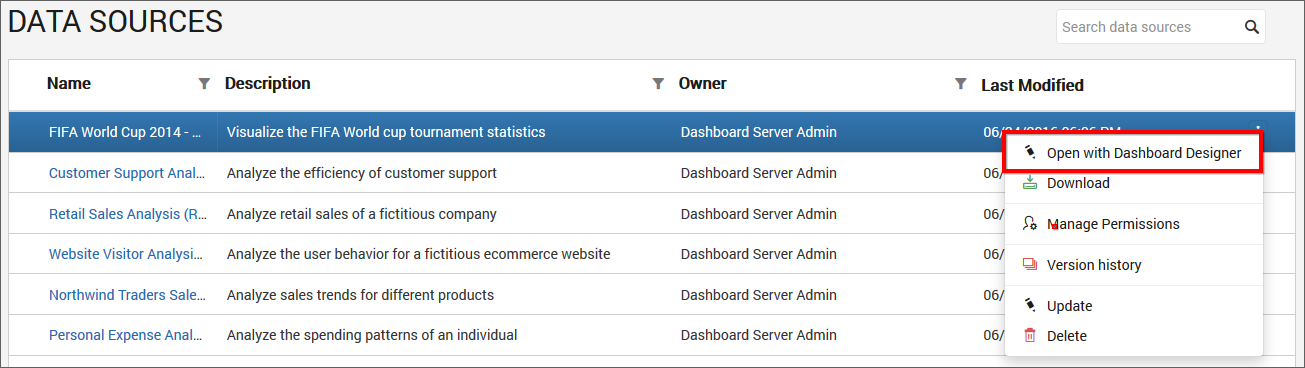 DATA SOURCES
Search data sources
Name Description Owner Last Modified
FIFA World Cup 2014 - ... Visualize the FIFA World cup tournament statistics Dashboard Server Admin
Open with Dashboard Designer
Customer Support Anal... Analyze the efficiency of customer support Dashboard Server Admin 06/
Download
Retail Sales Analysis (R... Analyze retail sales of a fictitious company Dashboard Server Admin 06/
Manage Permissions
Website Visitor Analysi... Analyze the user behavior for a fictitious ecommerce website Dashboard Server Admin 06/
Version history
Northwind Traders Sale... Analyze sales trends for different products Dashboard Server Admin 06/
Update
Personal Expense Anal... Analyze the spending patterns of an individual Dashboard Server Admin 06/
Delete